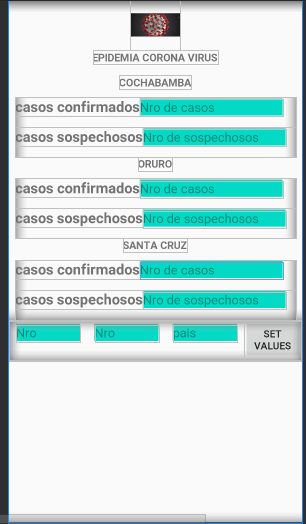 EPIDEMIA CORONA VIRUS
COCHABAMBA
casos confirmados Nro de casos
casos sospechosos Nro de sospechosos
ORURO
casos confirmados Nro de casos
casos sospechosos Nro de sospechosos
SANTA CRUZ
casos confirmados Nro de casos
casos sospechosos Nro de sospechosos
Nro Nro pais SET
VALUES